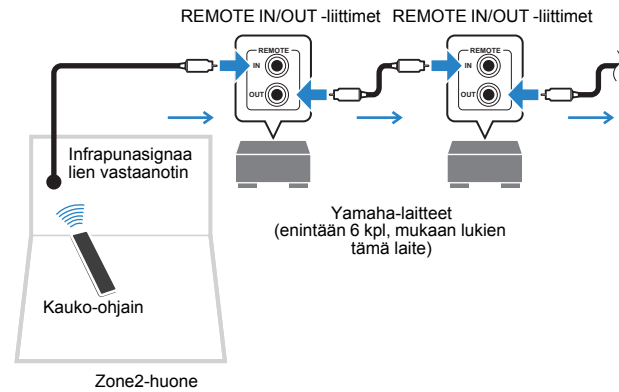 REMOTE IN/OUT -liittimet
REMOTE IN/OUT -liittimet
REMOTE
IN
OUT
REMOTE
IN
OUT
Infrapunasignaa
lien vastaanotin
Yamaha-laitteet
(enintään 6 kpl, mukaan lukien
tämä laite)
Kauko-ohjain
Zone2-huone